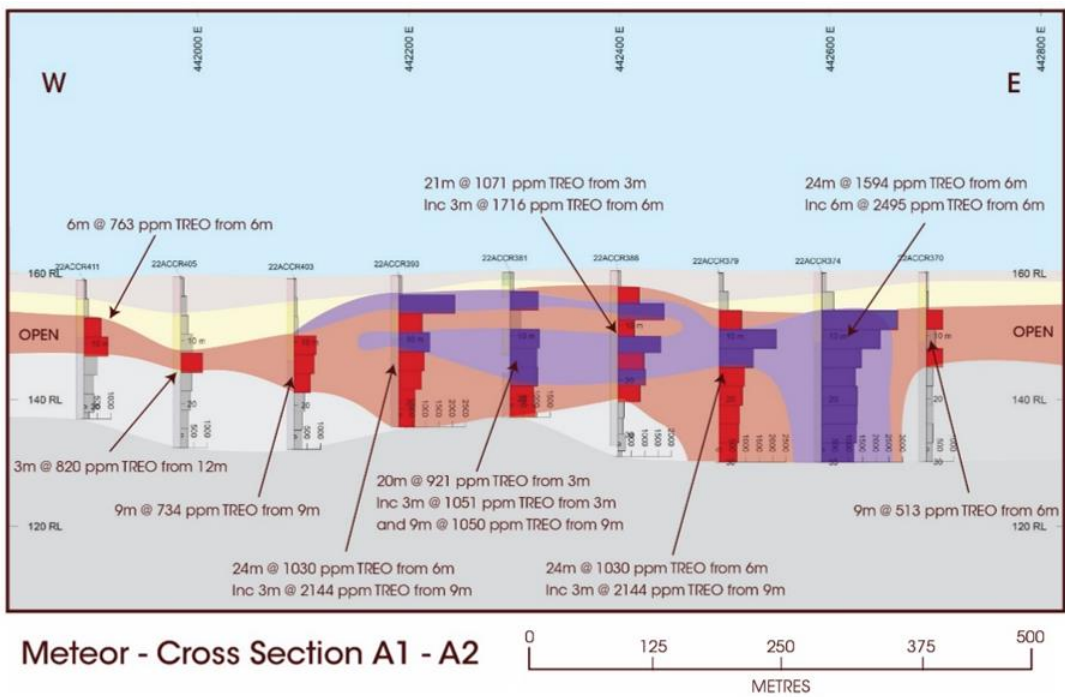 442000 E
442200 E
442400 E
442600 E
442800 E
W
E
21m @ 1071 ppm TREO from 3m
Inc 3m @ 1716 ppm TREO from 6m
24m @ 1594 ppm TREO from 6m
Inc 6m @ 2495 ppm TREO from 6m
6m @ 763 ppm TREO from 6m
160 RL
22ACCR411
22ACCR405
22ACCR403
22ACCR393
22ACCR381
22ACCR386
22ACCR379
22ACCR374
22ACCR370
160 RL
OPEN
OPEN
140 RL
140 RL
3m @ 820 ppm TREO from 12m
9m @ 734 ppm TREO from 9m
20m @ 921 ppm TREO from 3m
Inc 3m @ 1051 ppm TREO from 3m
and 9m @ 1050 ppm TREO from 9m
9m @ 513 ppm TREO from 6m
120 RL
120 RL
24m @ 1030 ppm TREO from 6m
Inc 3m @ 2144 ppm TREO from 9m
24m @ 1030 ppm TREO from 6m
Inc 3m @ 2144 ppm TREO from 9m
Meteor - Cross Section A1 - A2
0
125
250
375
500
METRES